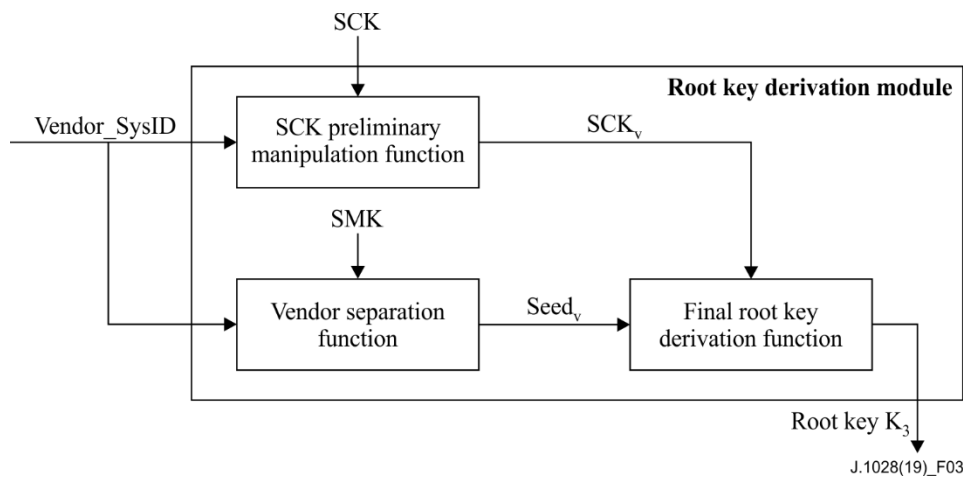 SCK
Root key derivation module
Vendor_SysID
SCK preliminary
manipulation function
SCKᵥ
SMK
Vendor separation
function
Seedᵥ
Final root key
derivation function
Root key K₃
J.1028(19)_F03